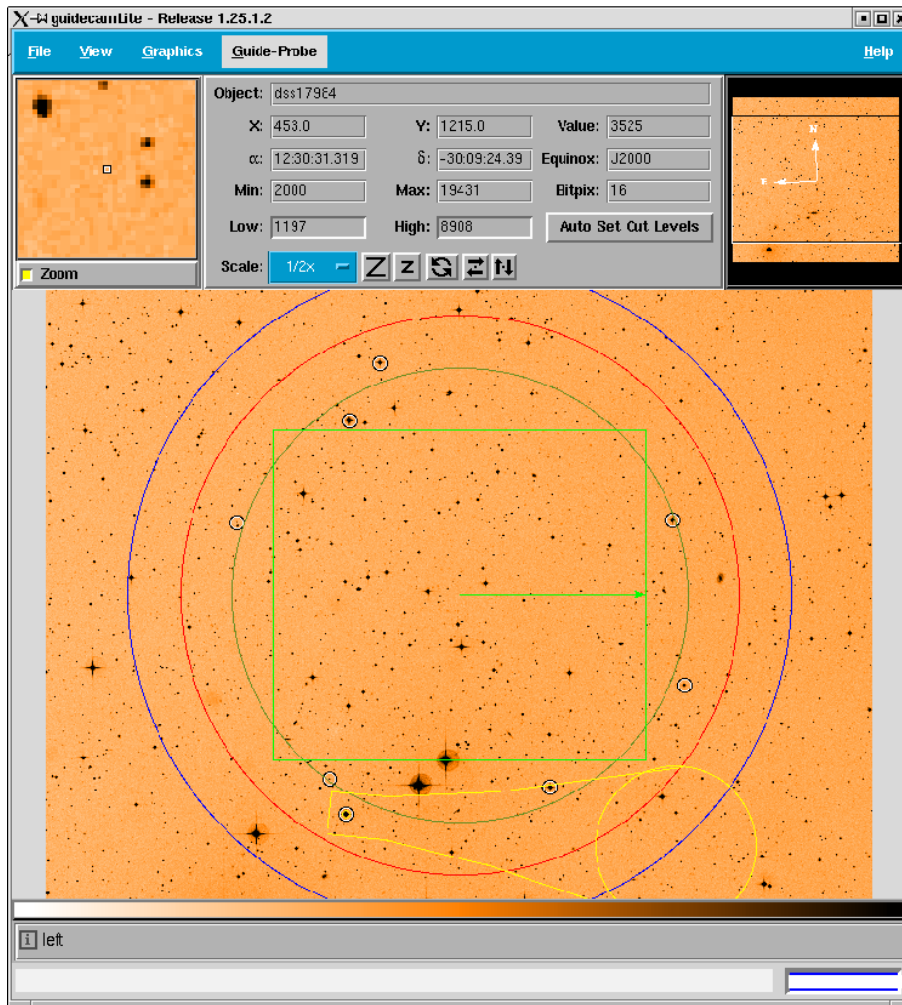 guidecamLite - Release 1.25.1.2
File View Graphics Guide-Probe Help
Object: dss17984
X: 453.0 Y: 1215.0 Value: 3525
α: 12:30:31.319 δ: -30:09:24.39 Equinox: J2000
Min: 2000 Max: 19431 Bitpix: 16
Low: 1197 High: 8908 Auto Set Cut Levels
Scale: 1/2x Z z
Zoom
N
E
i left